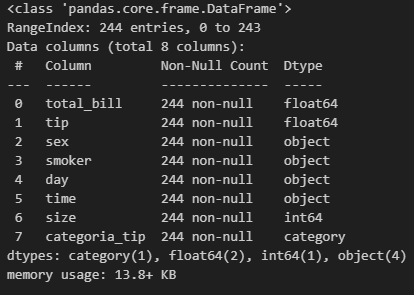 <class 'pandas.core.frame.DataFrame'>
RangeIndex: 244 entries, 0 to 243
Data columns (total 8 columns):
 #   Column         Non-Null Count  Dtype
---  ------         --------------  -----
 0   total_bill     244 non-null    float64
 1   tip            244 non-null    float64
 2   sex            244 non-null    object
 3   smoker         244 non-null    object
 4   day            244 non-null    object
 5   time           244 non-null    object
 6   size           244 non-null    int64
 7   categoria_tip  244 non-null    category
dtypes: category(1), float64(2), int64(1), object(4)
memory usage: 13.8+ KB